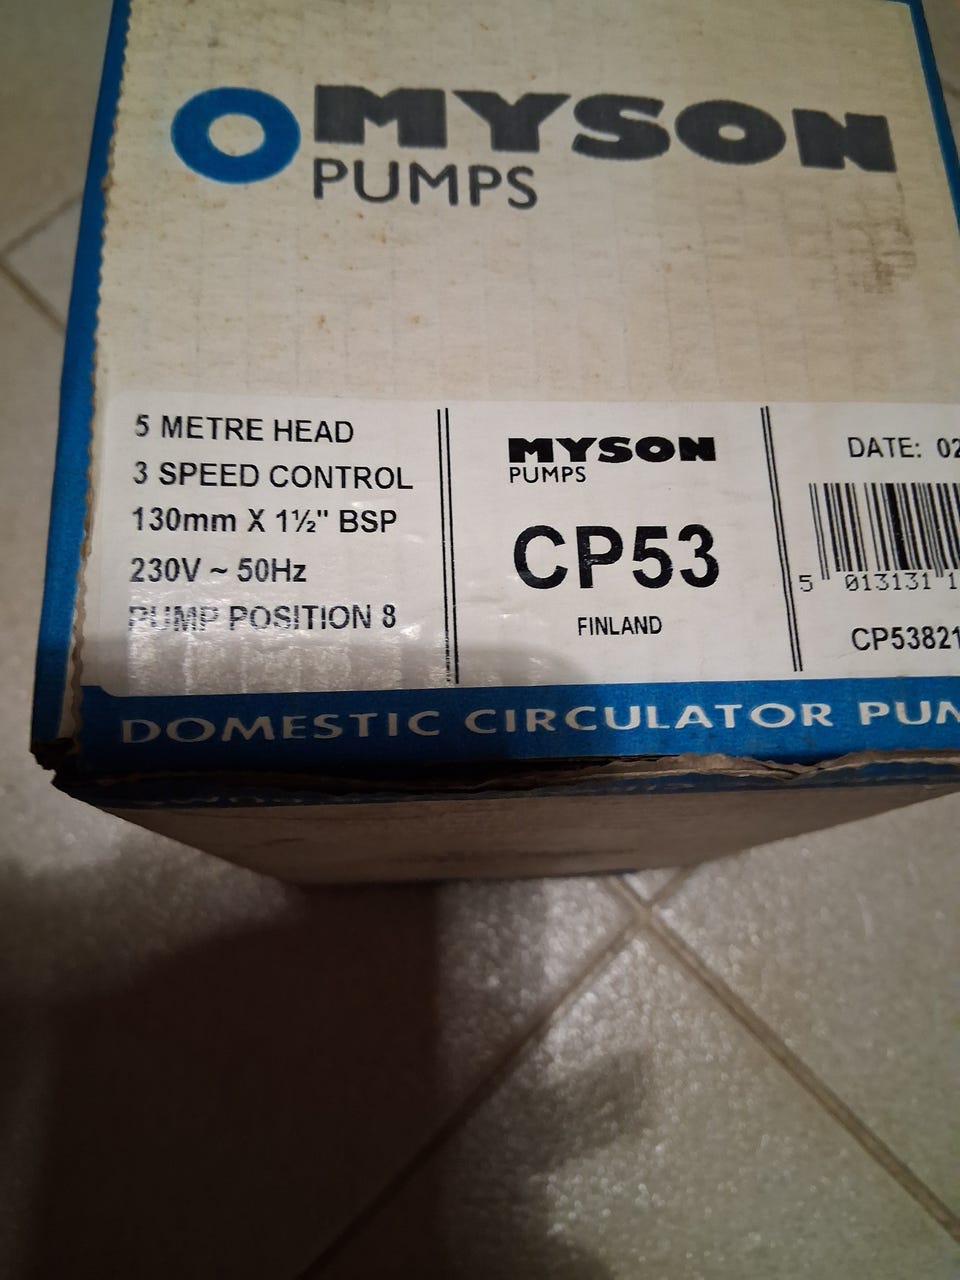 MYSON
PUMPS
5 METRE HEAD
3 SPEED CONTROL
130mm X 1½" BSP
230V ~ 50Hz
PUMP POSITION 8
MYSON
PUMPS
CP53
FINLAND
DATE: 02
5 013131 1
CP53821
DOMESTIC CIRCULATOR PUM